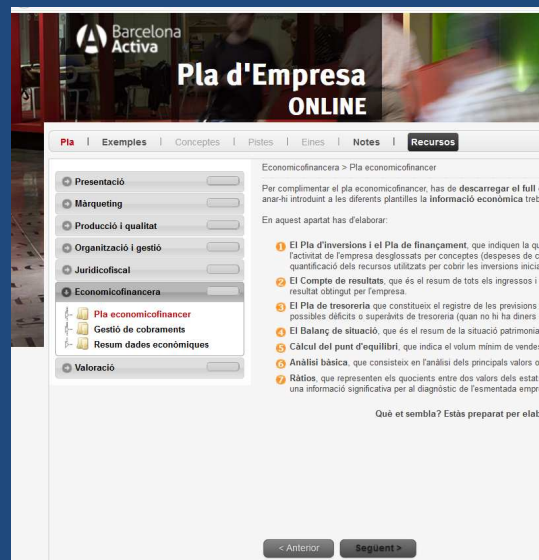 Barcelona
Activa
Pla d'Empresa
ONLINE
Pla | Exemples | Conceptes | Pistes | Eines | Notes | Recursos
Presentació
Màrqueting
Producció i qualitat
Organització i gestió
Jurídicofiscal
Economicofinancera
Pla economicofinancer
Gestió de cobraments
Resum dades econòmiques
Valoració
Economicofinancera > Pla economicofinancer
Per complimentar el pla economicofinancer, has de descarregar el full
anar-hi introduint a les diferents plantilles la informació econòmica
En aquest apartat has d'elaborar:
1 El Pla d'inversions i el Pla de finançament, que indiquen la
l'activitat de l'empresa desglossats per conceptes (despeses de
quantificació dels recursos utilitzats per cobrir les inversions
2 El Compte de resultats, que és el resum de tots els ingressos i
resultat obtingut per l'empresa.
3 El Pla de tresoreria que constitueix el registre de les previsions
possibles dèficits o superàvits de tresoreria (quan no hi ha diners
4 El Balanç de situació, que és el resum de la situació
5 Càlcul del punt d'equilibri, que indica el volum mínim de
6 Anàlisi bàsica, que consisteix en l'anàlisi dels principals valors
7 Ràtios, que representen els quocients entre dos valors dels
una informació significativa per al diagnòstic de l'esmentada
Què et sembla? Estàs preparat per
< Anterior
Següent >